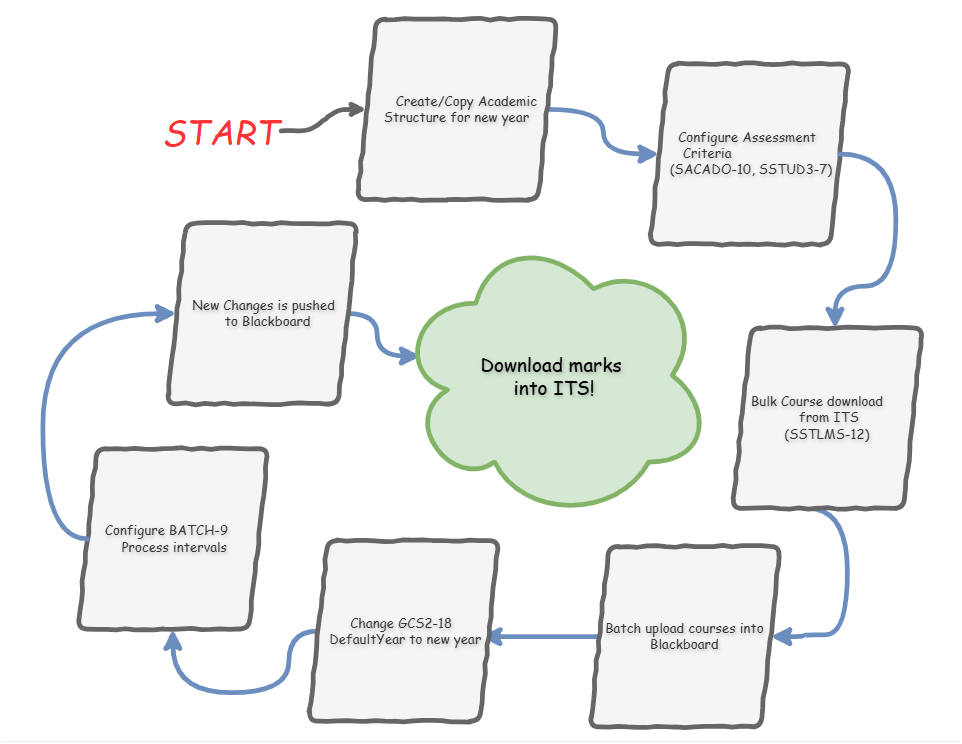 START
Create/Copy Academic
Structure for new year
Configure Assessment
Criteria
(SACADO-10, SSTUD3-7)
Bulk Course download
from ITS
(SSTLMS-12)
Batch upload courses into
Blackboard
Change GCS2-18
DefaultYear to new year
Configure BATCH-9
Process intervals
New Changes is pushed
to Blackboard
Download marks
into ITS!